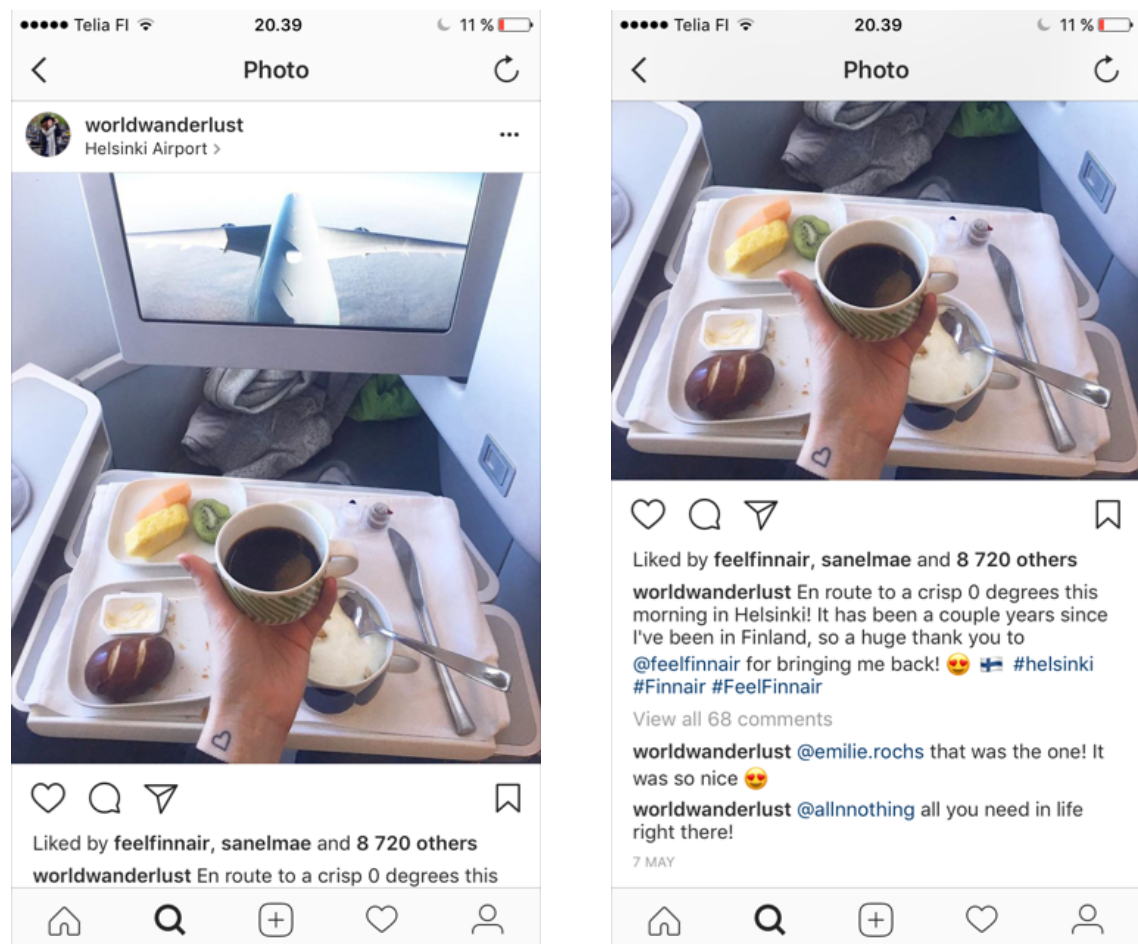 Telia FI 20.39 11 %
Photo
worldwanderlust
Helsinki Airport >
Liked by feelfinnair, sanelmae and 8 720 others
worldwanderlust En route to a crisp 0 degrees this
Telia FI 20.39 11 %
Photo
Liked by feelfinnair, sanelmae and 8 720 others
worldwanderlust En route to a crisp 0 degrees this
morning in Helsinki! It has been a couple years since
I've been in Finland, so a huge thank you to
@feelfinnair for bringing me back! 😍 🇫🇮 #helsinki
#Finnair #FeelFinnair
View all 68 comments
worldwanderlust @emilie.rochs that was the one! It
was so nice 😍
worldwanderlust @allnnothing all you need in life
right there!
7 MAY